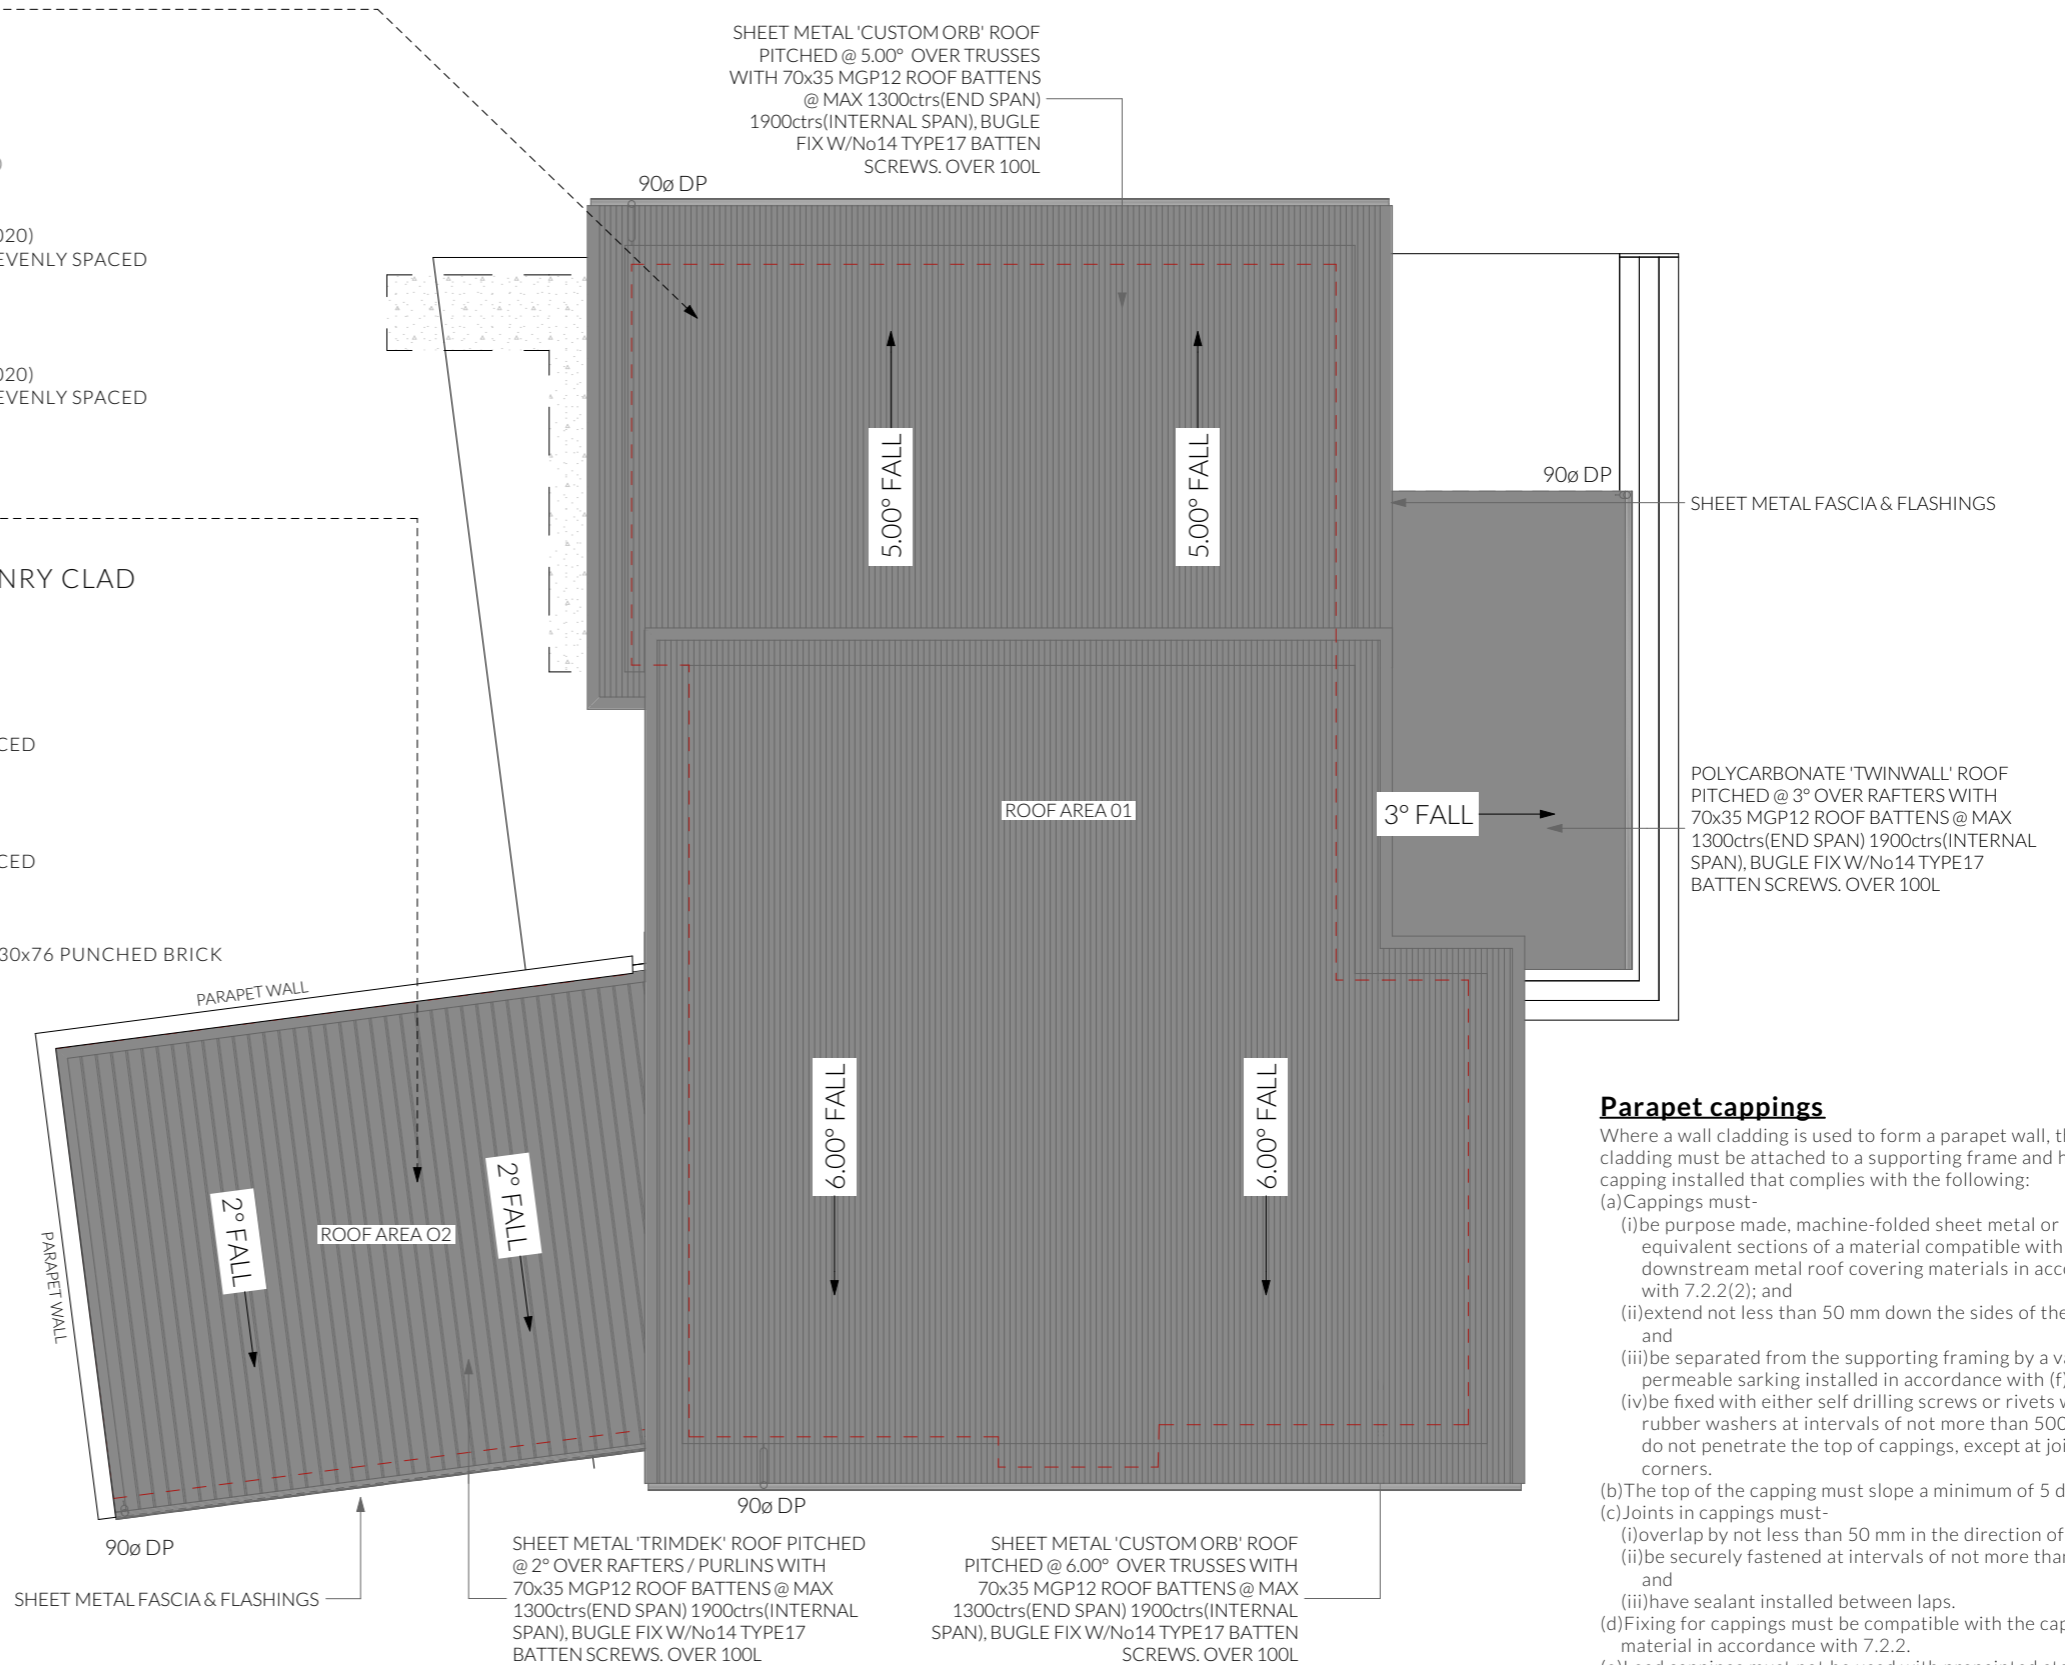 SHEET METAL 'CUSTOM ORB' ROOF
PITCHED @ 5.00° OVER TRUSSES
WITH 70x35 MGP12 ROOF BATTENS
@ MAX 1300ctrs(END SPAN)
1900ctrs(INTERNAL SPAN), BUGLE
FIX W/No14 TYPE17 BATTEN
SCREWS. OVER 100L
90ø DP
020)
EVENLY SPACED
020)
EVENLY SPACED
NRY CLAD
CED
CED
30x76 PUNCHED BRICK
5.00° FALL
5.00° FALL
90ø DP
SHEET METAL FASCIA & FLASHINGS
ROOF AREA 01
3° FALL
POLYCARBONATE 'TWINWALL' ROOF
PITCHED @ 3° OVER RAFTERS WITH
70x35 MGP12 ROOF BATTENS @ MAX
1300ctrs(END SPAN) 1900ctrs(INTERNAL
SPAN), BUGLE FIX W/No14 TYPE17
BATTEN SCREWS. OVER 100L
PARAPET WALL
PARAPET WALL
2° FALL
2° FALL
ROOF AREA O2
6.00° FALL
6.00° FALL
90ø DP
SHEET METAL FASCIA & FLASHINGS
90ø DP
SHEET METAL 'TRIMDEK' ROOF PITCHED
@ 2° OVER RAFTERS / PURLINS WITH
70x35 MGP12 ROOF BATTENS @ MAX
1300ctrs(END SPAN) 1900ctrs(INTERNAL
SPAN), BUGLE FIX W/No14 TYPE17
BATTEN SCREWS. OVER 100L
SHEET METAL 'CUSTOM ORB' ROOF
PITCHED @ 6.00° OVER TRUSSES WITH
70x35 MGP12 ROOF BATTENS @ MAX
1300ctrs(END SPAN) 1900ctrs(INTERNAL
SPAN), BUGLE FIX W/No14 TYPE17 BATTEN
SCREWS. OVER 100L
Parapet cappings
Where a wall cladding is used to form a parapet wall, th
cladding must be attached to a supporting frame and h
capping installed that complies with the following:
(a)Cappings must-
(i)be purpose made, machine-folded sheet metal or
equivalent sections of a material compatible with
downstream metal roof covering materials in acco
with 7.2.2(2); and
(ii)extend not less than 50 mm down the sides of the
and
(iii)be separated from the supporting framing by a va
permeable sarking installed in accordance with (f)
(iv)be fixed with either self drilling screws or rivets w
rubber washers at intervals of not more than 500
do not penetrate the top of cappings, except at joi
corners.
(b)The top of the capping must slope a minimum of 5 d
(c)Joints in cappings must-
(i)overlap by not less than 50 mm in the direction of
(ii)be securely fastened at intervals of not more than
and
(iii)have sealant installed between laps.
(d)Fixing for cappings must be compatible with the cap
material in accordance with 7.2.2.